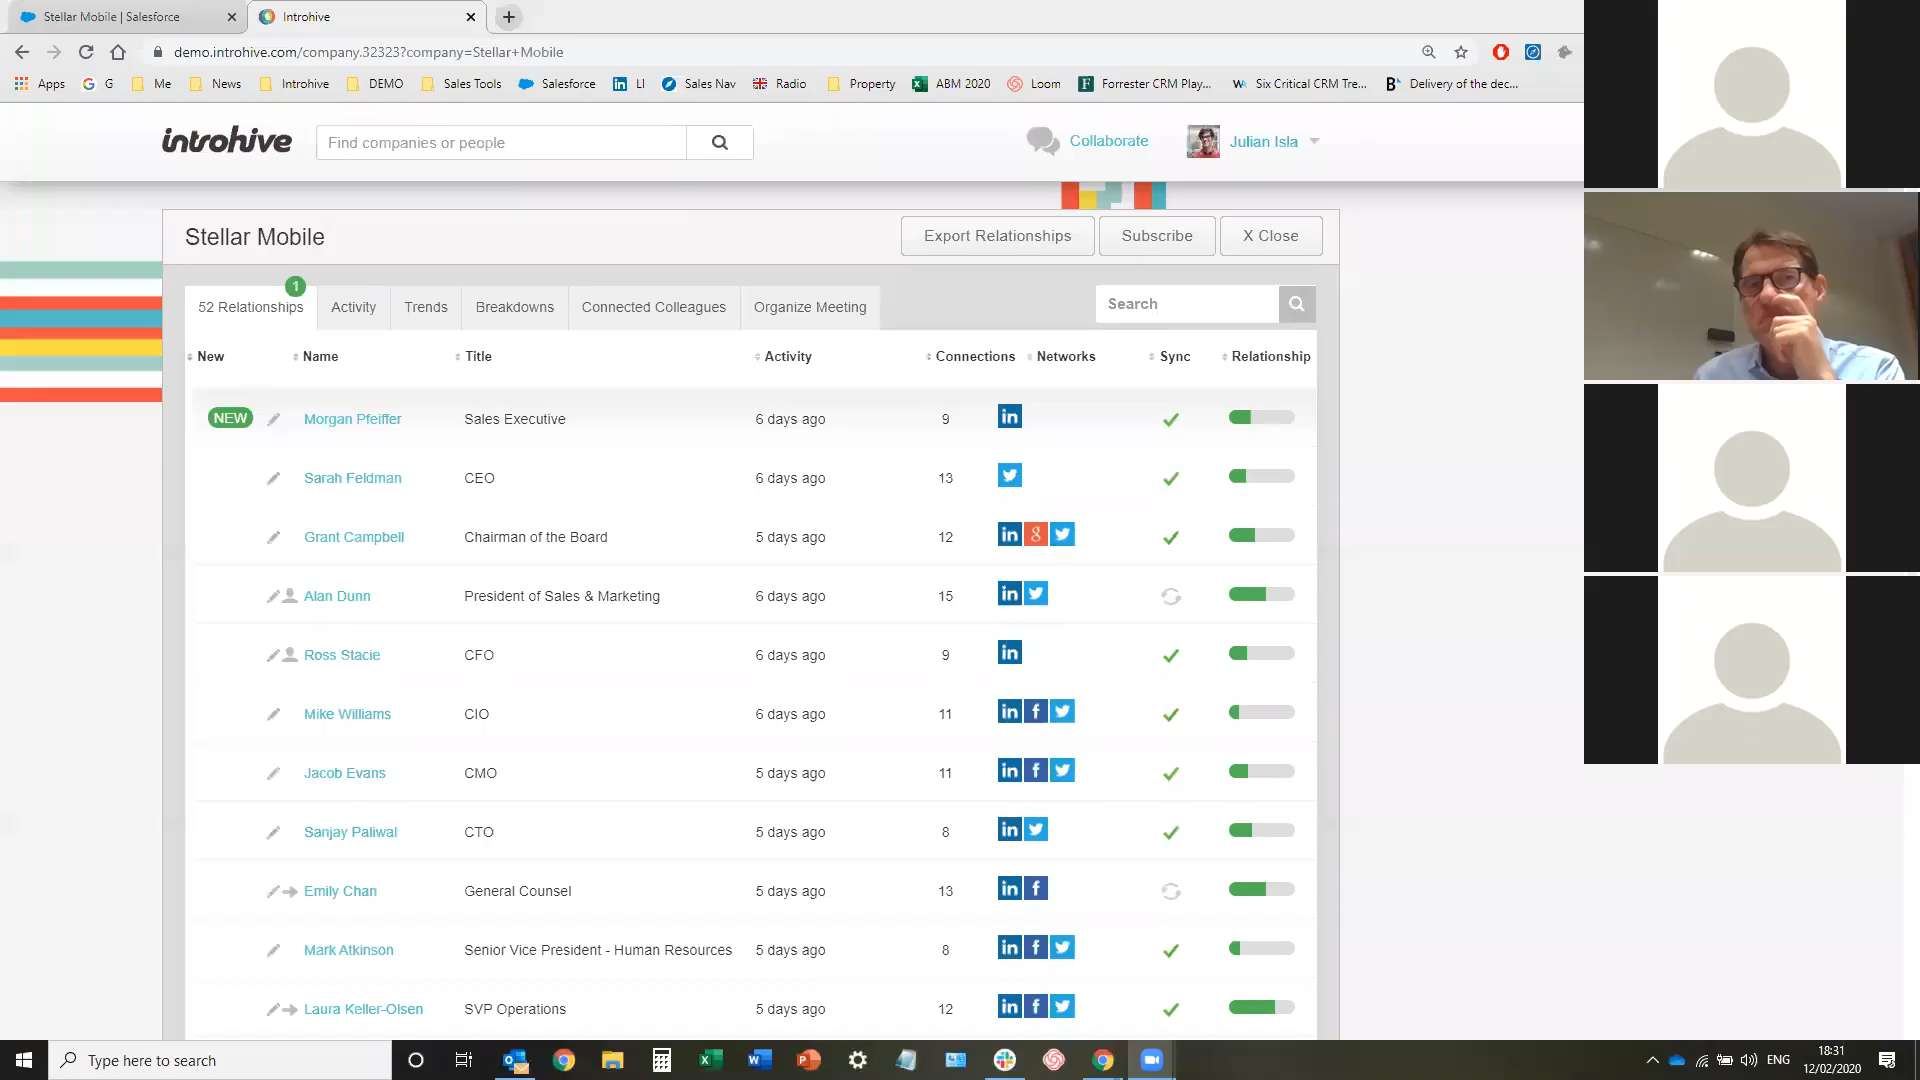 Stellar Mobile | Salesforce
Introhive
demo.introhive.com/company.32323?company=Stellar+Mobile
Apps G Me News Introhive DEMO Sales Tools Salesforce LI Sales Nav Radio Property ABM 2020 Loom Forrester CRM Play... Six Critical CRM Tre... Delivery of the dec...
introhive Find companies or people Collaborate Julian Isla
Stellar Mobile Export Relationships Subscribe X Close
1
52 Relationships Activity Trends Breakdowns Connected Colleagues Organize Meeting Search
New Name Title Activity Connections Networks Sync Relationship
NEW Morgan Pfeiffer Sales Executive 6 days ago 9
Sarah Feldman CEO 6 days ago 13
Grant Campbell Chairman of the Board 5 days ago 12
Alan Dunn President of Sales & Marketing 6 days ago 15
Ross Stacie CFO 6 days ago 9
Mike Williams CIO 6 days ago 11
Jacob Evans CMO 5 days ago 11
Sanjay Paliwal CTO 5 days ago 8
Emily Chan General Counsel 5 days ago 13
Mark Atkinson Senior Vice President - Human Resources 5 days ago 8
Laura Keller-Olsen SVP Operations 5 days ago 12
Type here to search ENG 18:31
12/02/2020